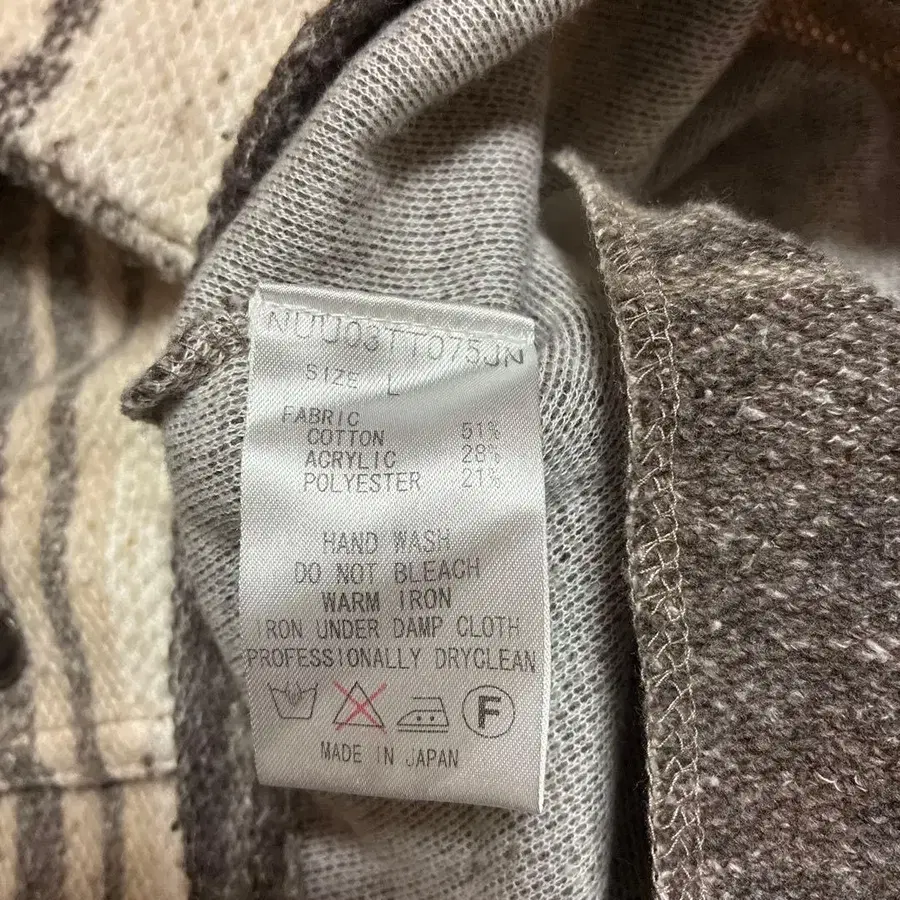 SIZE L
FABRIC
COTTON 51%
ACRYLIC 28%
POLYESTER 21%
HAND WASH
DO NOT BLEACH
WARM IRON
IRON UNDER DAMP CLOTH
PROFESSIONALLY DRYCLEAN
F
MADE IN JAPAN